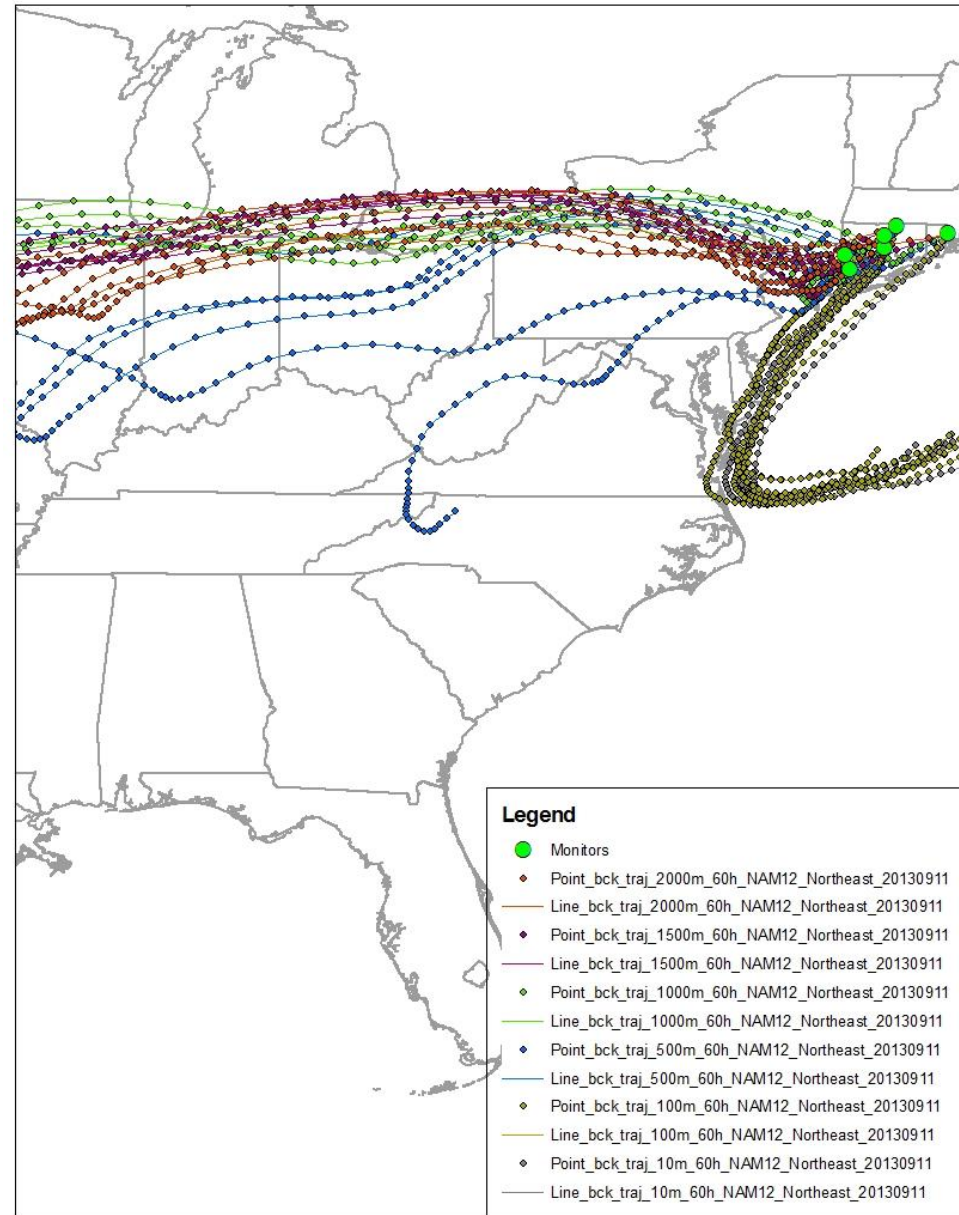 Legend
Monitors
Point_bck_traj_2000m_60h_NAM12_Northeast_20130911
Line_bck_traj_2000m_60h_NAM12_Northeast_20130911
Point_bck_traj_1500m_60h_NAM12_Northeast_20130911
Line_bck_traj_1500m_60h_NAM12_Northeast_20130911
Point_bck_traj_1000m_60h_NAM12_Northeast_20130911
Line_bck_traj_1000m_60h_NAM12_Northeast_20130911
Point_bck_traj_500m_60h_NAM12_Northeast_20130911
Line_bck_traj_500m_60h_NAM12_Northeast_20130911
Point_bck_traj_100m_60h_NAM12_Northeast_20130911
Line_bck_traj_100m_60h_NAM12_Northeast_20130911
Point_bck_traj_10m_60h_NAM12_Northeast_20130911
Line_bck_traj_10m_60h_NAM12_Northeast_20130911